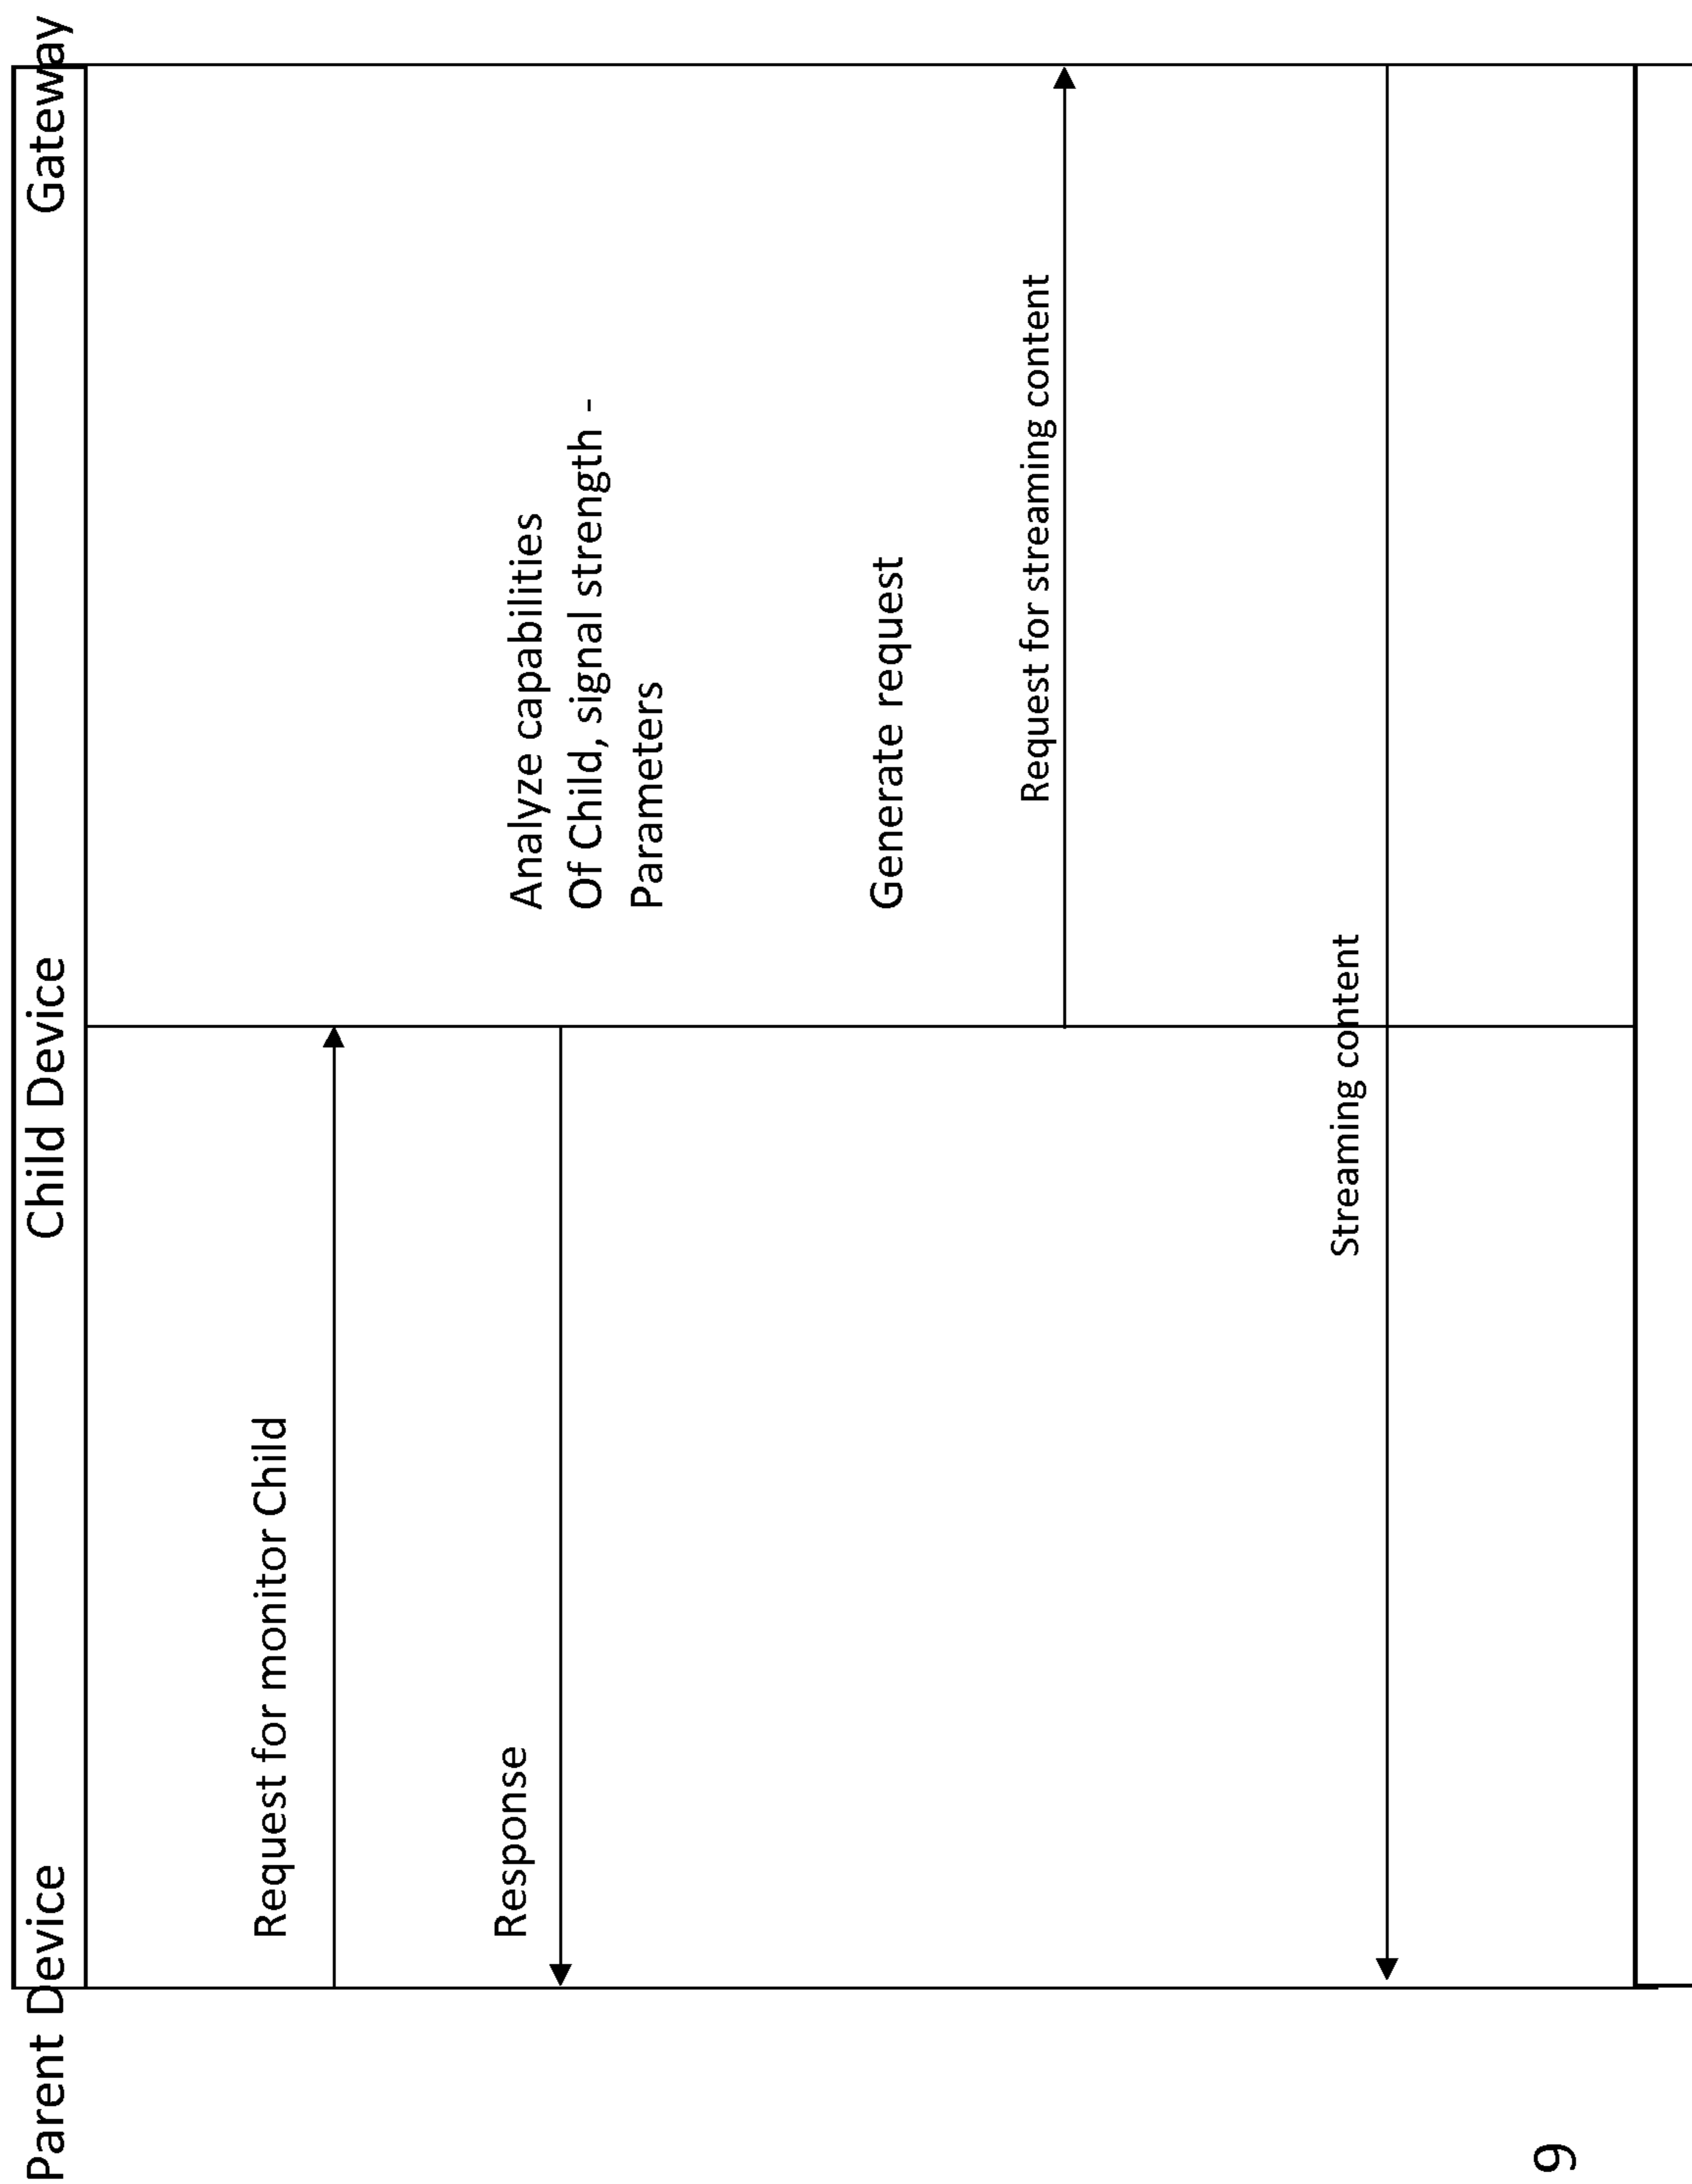 Parent Device
Child Device
Gateway
Request for monitor Child
Response
Analyze capabilities
Of Child, signal strength -
Parameters
Generate request
Request for streaming content
Streaming content
9